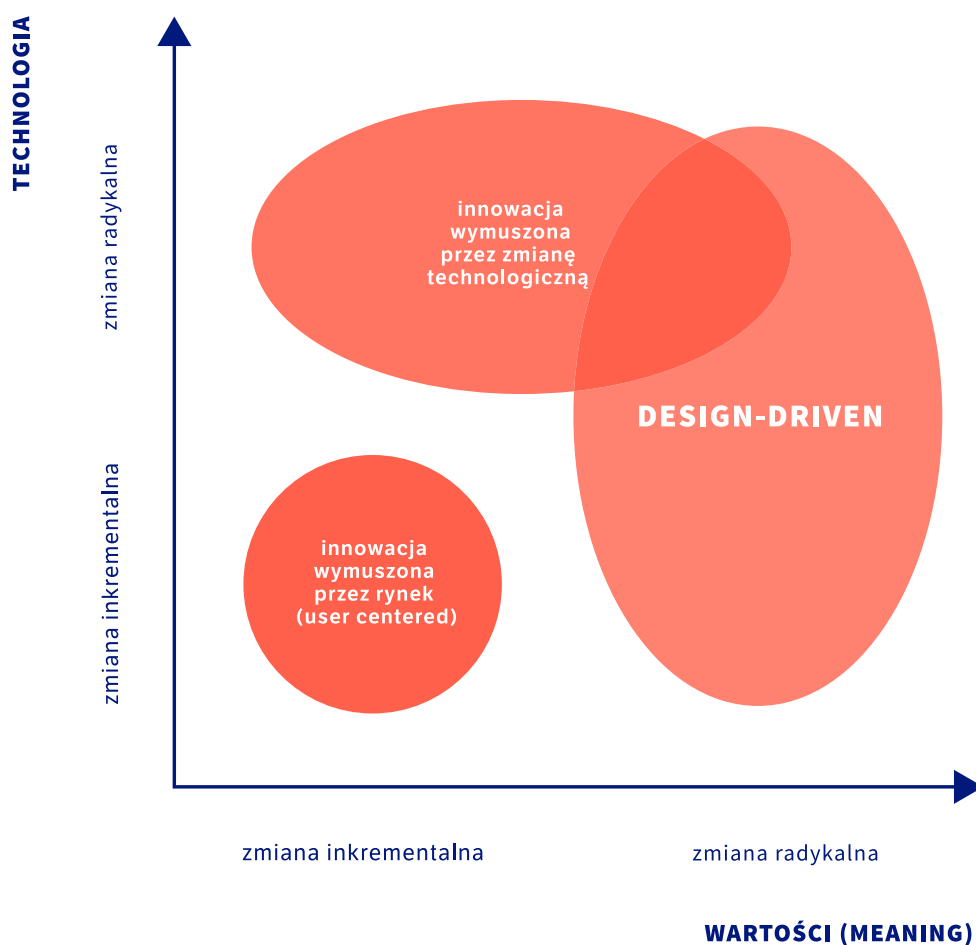 TECHNOLOGIA
zmiana radykalna
innowacja
wymuszona
przez zmianę
technologiczną
DESIGN-DRIVEN
zmiana inkrementalna
innowacja
wymuszona
przez rynek
(user centered)
zmiana inkrementalna
zmiana radykalna
WARTOŚCI (MEANING)